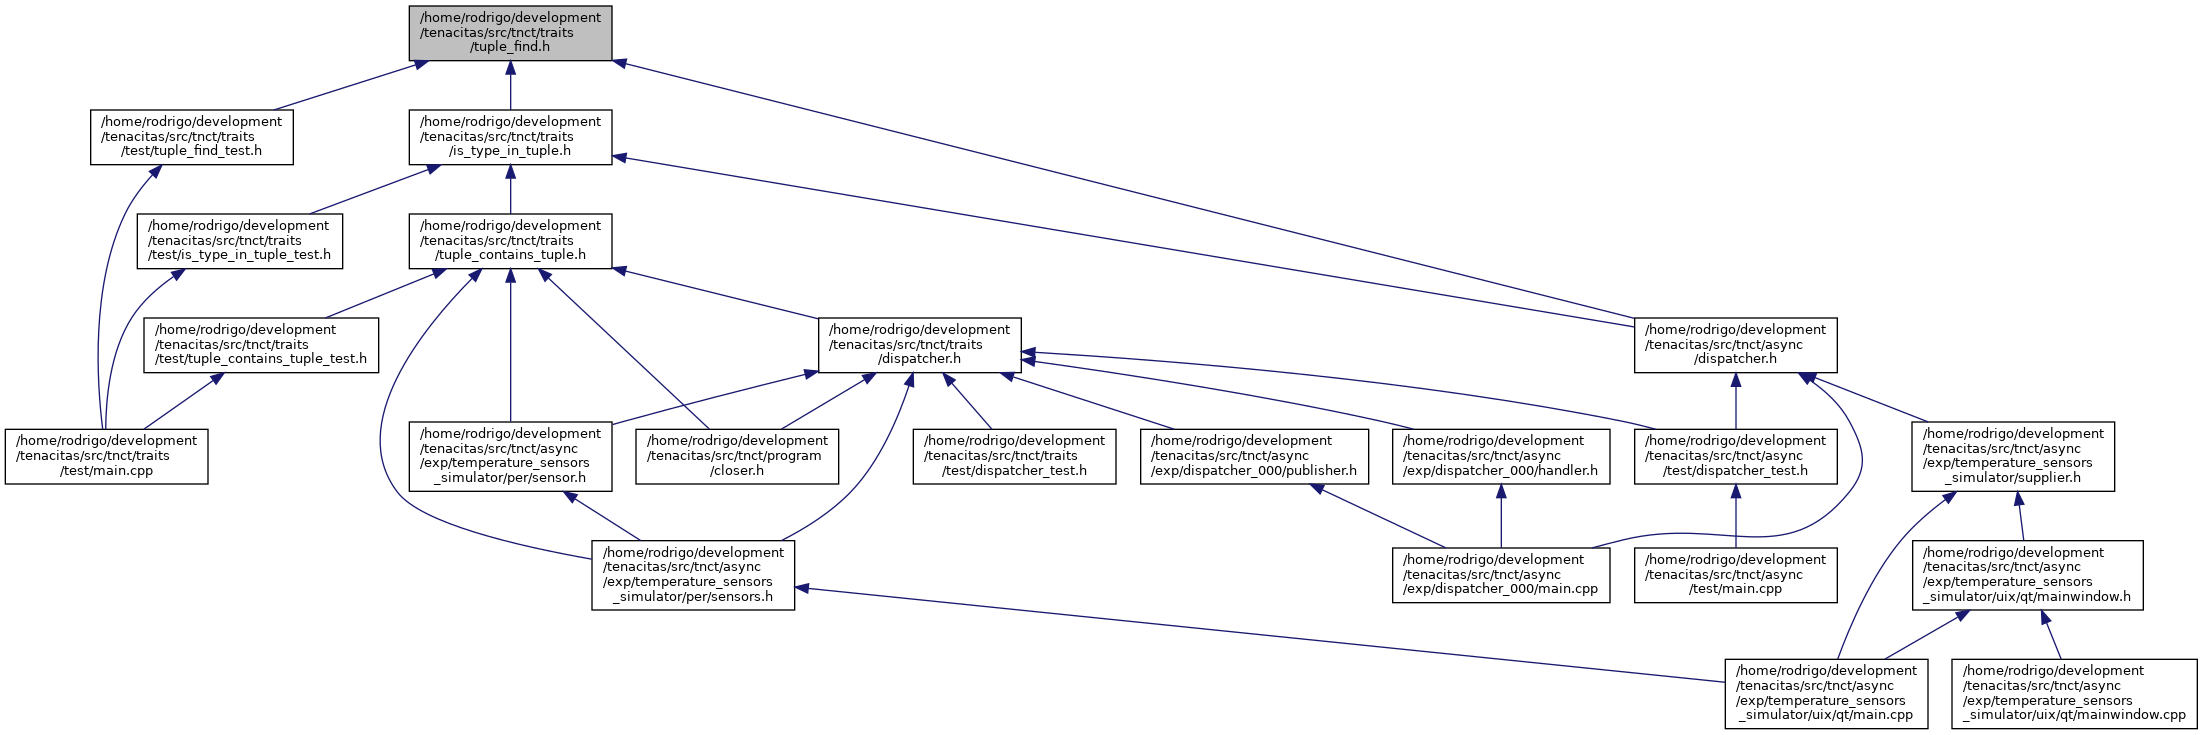 /home/rodrigo/development
/tenacitas/src/tnct/traits
/tuple_find.h
/home/rodrigo/development
/tenacitas/src/tnct/traits
/test/tuple_find_test.h
/home/rodrigo/development
/tenacitas/src/tnct/traits
/is_type_in_tuple.h
/home/rodrigo/development
/tenacitas/src/tnct/traits
/test/is_type_in_tuple_test.h
/home/rodrigo/development
/tenacitas/src/tnct/traits
/tuple_contains_tuple.h
/home/rodrigo/development
/tenacitas/src/tnct/traits
/test/tuple_contains_tuple_test.h
/home/rodrigo/development
/tenacitas/src/tnct/traits
/dispatcher.h
/home/rodrigo/development
/tenacitas/src/tnct/async
/dispatcher.h
/home/rodrigo/development
/tenacitas/src/tnct/traits
/test/main.cpp
/home/rodrigo/development
/tenacitas/src/tnct/async
/exp/temperature_sensors
_simulator/per/sensor.h
/home/rodrigo/development
/tenacitas/src/tnct/program
/closer.h
/home/rodrigo/development
/tenacitas/src/tnct/traits
/test/dispatcher_test.h
/home/rodrigo/development
/tenacitas/src/tnct/async
/exp/dispatcher_000/publisher.h
/home/rodrigo/development
/tenacitas/src/tnct/async
/exp/dispatcher_000/handler.h
/home/rodrigo/development
/tenacitas/src/tnct/async
/test/dispatcher_test.h
/home/rodrigo/development
/tenacitas/src/tnct/async
/exp/temperature_sensors
_simulator/supplier.h
/home/rodrigo/development
/tenacitas/src/tnct/async
/exp/temperature_sensors
_simulator/per/sensors.h
/home/rodrigo/development
/tenacitas/src/tnct/async
/exp/dispatcher_000/main.cpp
/home/rodrigo/development
/tenacitas/src/tnct/async
/test/main.cpp
/home/rodrigo/development
/tenacitas/src/tnct/async
/exp/temperature_sensors
_simulator/uix/qt/mainwindow.h
/home/rodrigo/development
/tenacitas/src/tnct/async
/exp/temperature_sensors
_simulator/uix/qt/main.cpp
/home/rodrigo/development
/tenacitas/src/tnct/async
/exp/temperature_sensors
_simulator/uix/qt/mainwindow.cpp